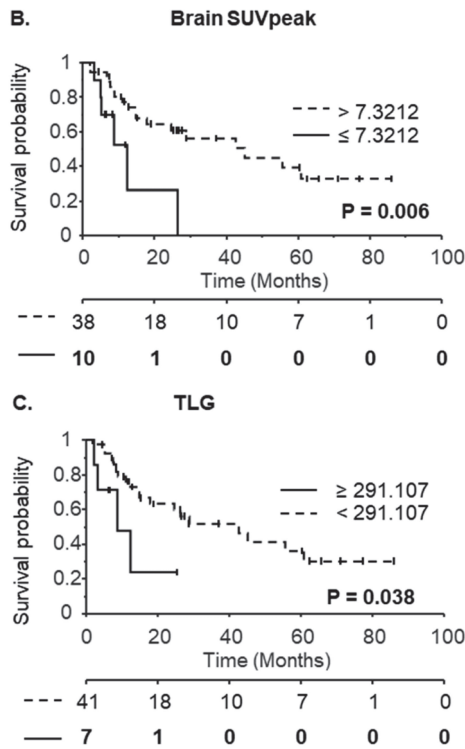 B. Brain SUVpeak
Survival probability
1
0.8
0.6
0.4
0.2
0
> 7.3212
≤ 7.3212
P = 0.006
0 20 40 60 80 100
Time (Months)
38 18 10 7 1 0
10 1 0 0 0 0
C. TLG
Survival probability
1
0.8
0.6
0.4
0.2
0
≥ 291.107
< 291.107
P = 0.038
0 20 40 60 80 100
Time (Months)
41 18 10 7 1 0
7 1 0 0 0 0